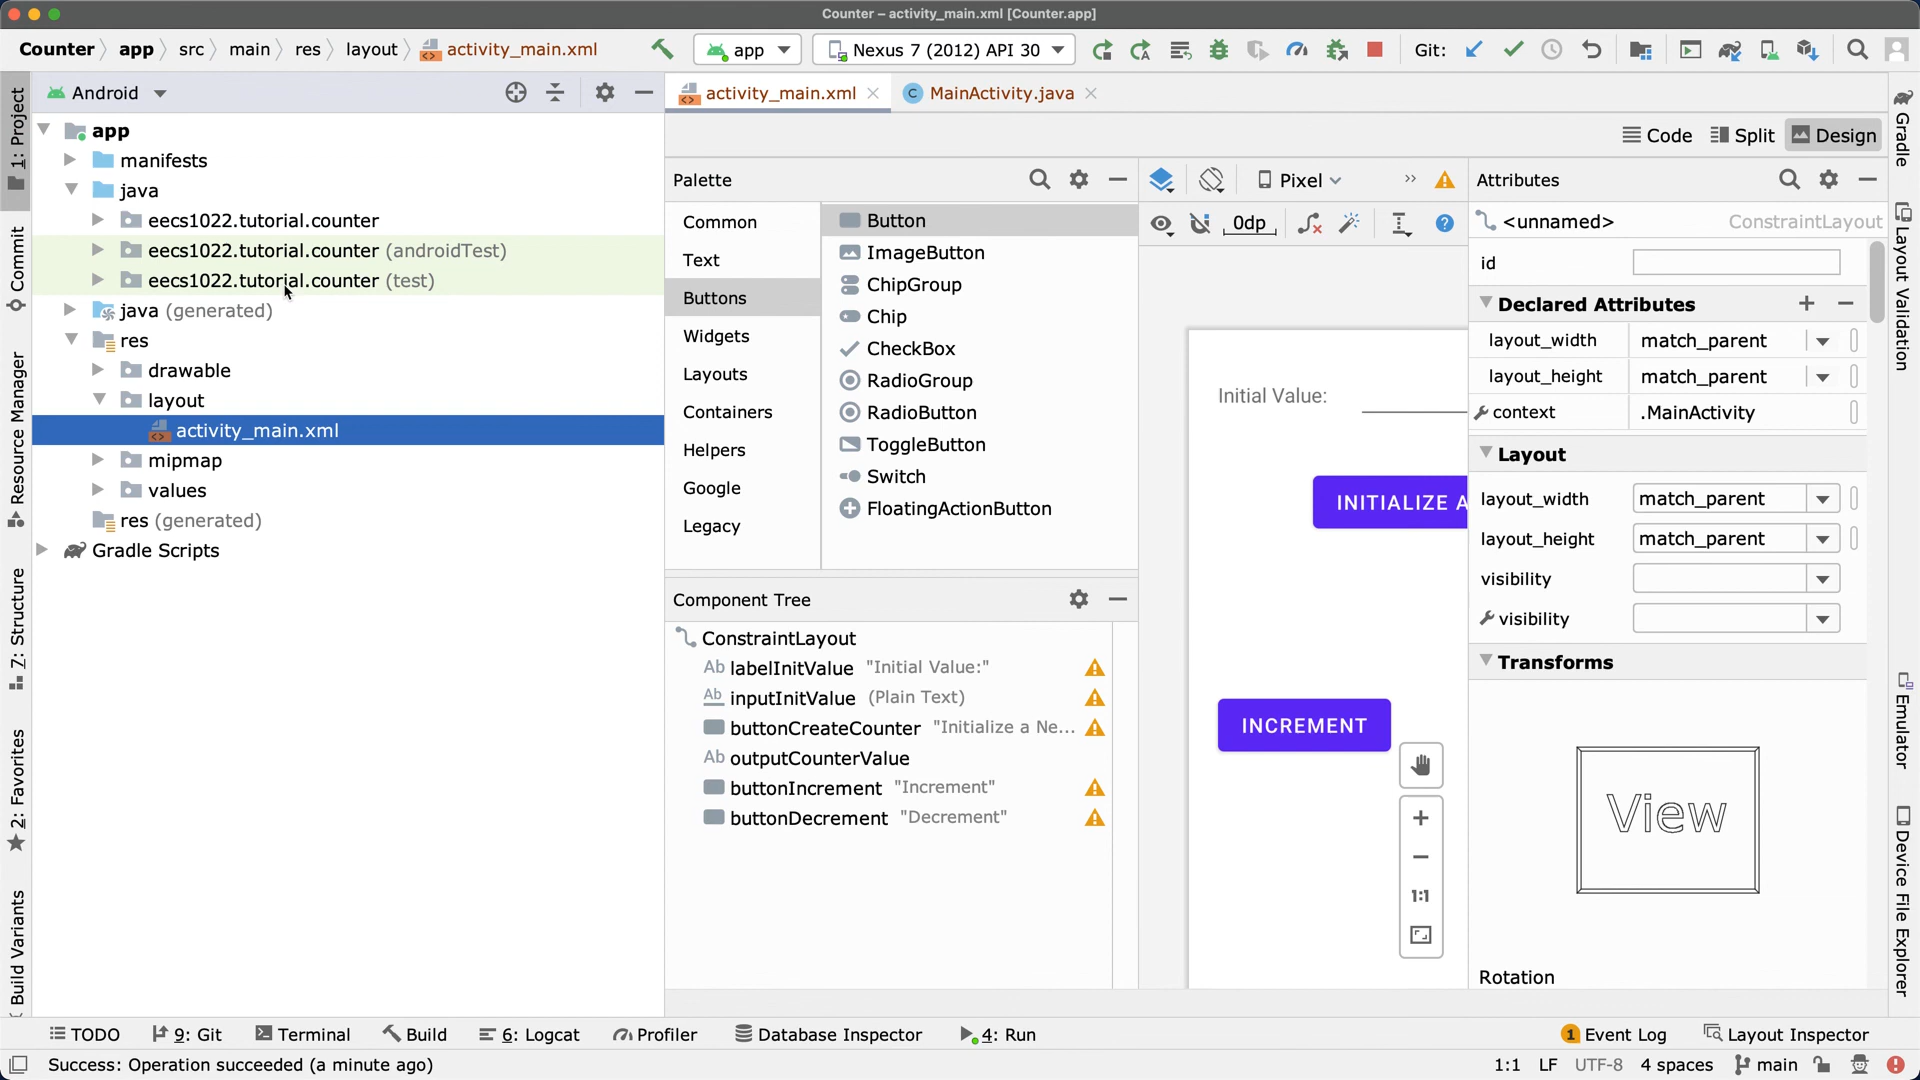 Counter – activity_main.xml [Counter.app]
Counter app src main res layout activity_main.xml app Nexus 7 (2012) API 30 Git:
Android
activity_main.xml MainActivity.java
Code Split Design
1: Project
Commit
Resource Manager
7: Structure
2: Favorites
Build Variants
app
manifests
java
eecs1022.tutorial.counter
eecs1022.tutorial.counter (androidTest)
eecs1022.tutorial.counter (test)
java (generated)
res
drawable
layout
activity_main.xml
mipmap
values
res (generated)
Gradle Scripts
Palette
Common
Text
Buttons
Widgets
Layouts
Containers
Helpers
Google
Legacy
Button
ImageButton
ChipGroup
Chip
CheckBox
RadioGroup
RadioButton
ToggleButton
Switch
FloatingActionButton
Component Tree
ConstraintLayout
Ab labelInitValue "Initial Value:"
Ab inputInitValue (Plain Text)
buttonCreateCounter "Initialize a Ne...
Ab outputCounterValue
buttonIncrement "Increment"
buttonDecrement "Decrement"
Pixel
0dp
Initial Value:
INITIALIZE A
INCREMENT
1:1
Attributes
<unnamed> ConstraintLayout
id
Declared Attributes
layout_width match_parent
layout_height match_parent
context .MainActivity
Layout
layout_width match_parent
layout_height match_parent
visibility
visibility
Transforms
View
Rotation
Gradle
Layout Validation
Emulator
Device File Explorer
TODO 9: Git Terminal Build 6: Logcat Profiler Database Inspector 4: Run 1 Event Log Layout Inspector
Success: Operation succeeded (a minute ago) 1:1 LF UTF-8 4 spaces main